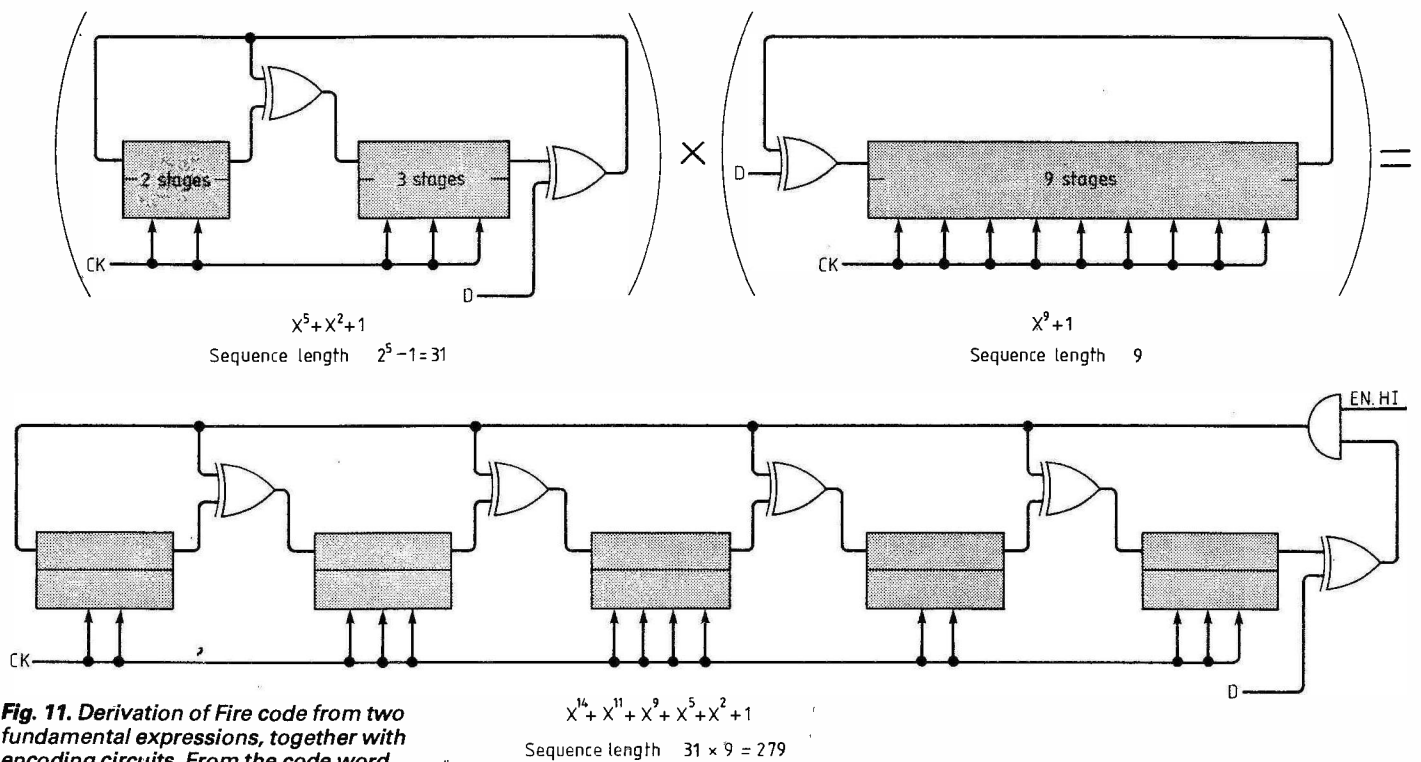 2 stages
3 stages
CK
D
X⁵+X²+1
Sequence length 2⁵-1=31
×
D
9 stages
CK
X⁹+1
Sequence length 9
=
EN.HI
CK
D
X¹⁴+X¹¹+X⁹+X⁵+X²+1
Sequence length 31 × 9 = 279
Fig. 11. Derivation of Fire code from two
fundamental expressions, together with
encoding circuits. From the code word